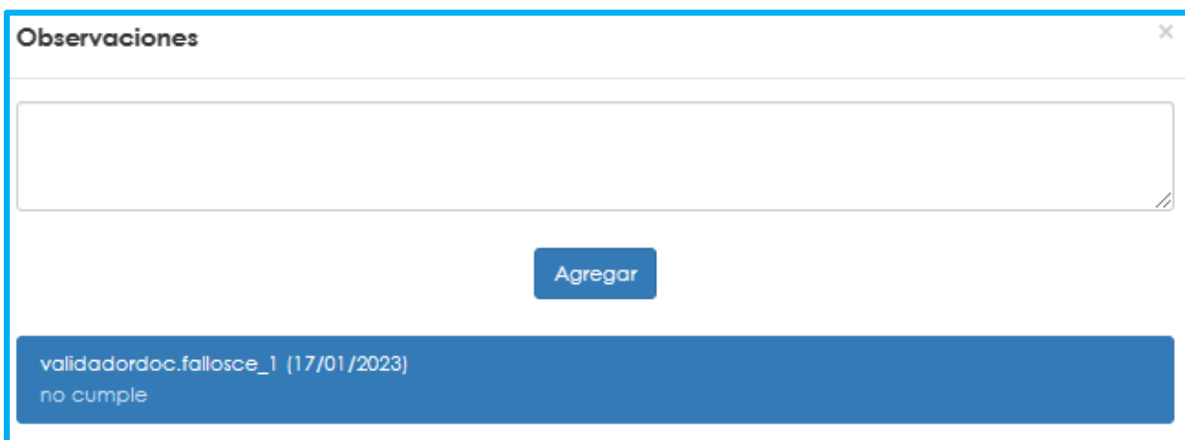 Observaciones
×
Agregar
validadordoc.fallosce_1 (17/01/2023)
no cumple